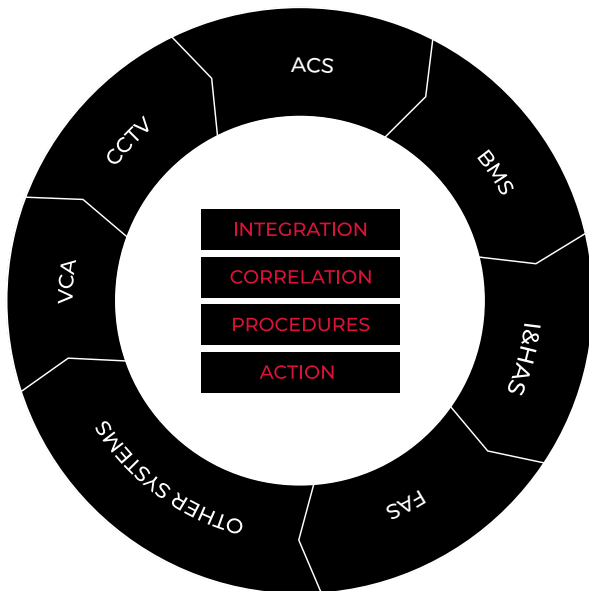 ACS
BMS
I&HAS
FAS
OTHER SYSTEMS
VCA
CCTV
INTEGRATION
CORRELATION
PROCEDURES
ACTION